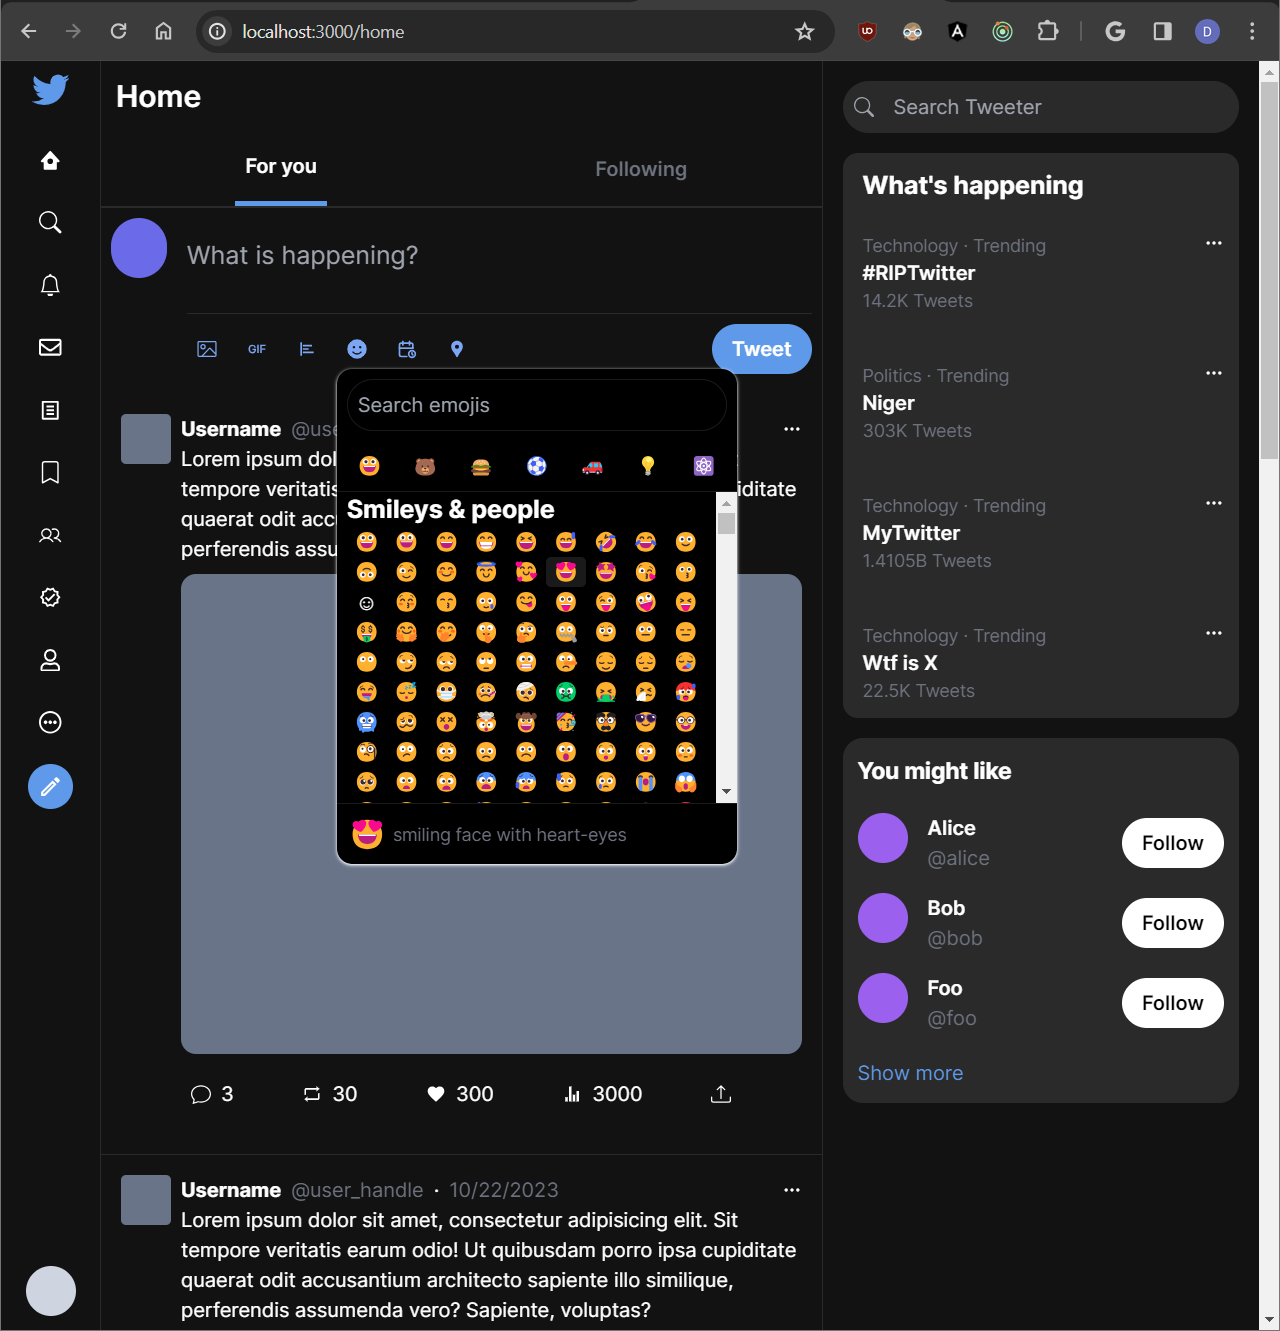 localhost:3000/home
D
Home
For you
Following
What is happening?
GIF
Tweet
Search emojis
Smileys & people
smiling face with heart-eyes
Username @use
Lorem ipsum dol
tempore veritatis iditate
quaerat odit acc
perferendis assu
3 30 300 3000
Username @user_handle · 10/22/2023
Lorem ipsum dolor sit amet, consectetur adipisicing elit. Sit
tempore veritatis earum odio! Ut quibusdam porro ipsa cupiditate
quaerat odit accusantium architecto sapiente illo similique,
perferendis assumenda vero? Sapiente, voluptas?
Search Tweeter
What's happening
Technology · Trending
#RIPTwitter
14.2K Tweets
Politics · Trending
Niger
303K Tweets
Technology · Trending
MyTwitter
1.4105B Tweets
Technology · Trending
Wtf is X
22.5K Tweets
You might like
Alice
@alice
Follow
Bob
@bob
Follow
Foo
@foo
Follow
Show more